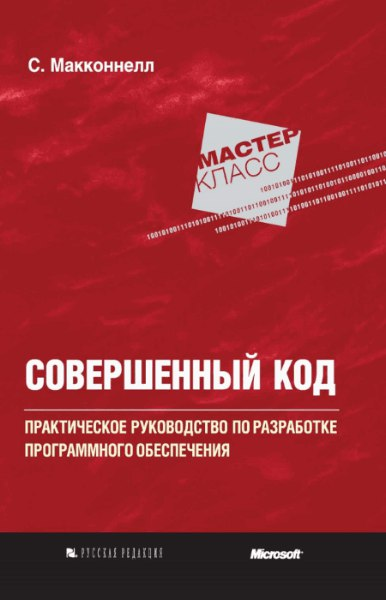 С. Макконнелл
МАСТЕР
КЛАСС
СОВЕРШЕННЫЙ КОД
ПРАКТИЧЕСКОЕ РУКОВОДСТВО ПО РАЗРАБОТКЕ
ПРОГРАММНОГО ОБЕСПЕЧЕНИЯ
РУССКАЯ РЕДАКЦИЯ
Microsoft